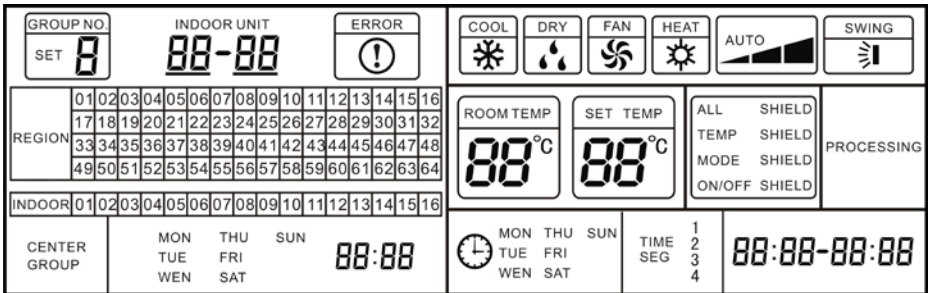 GROUP NO.
SET 8
INDOOR UNIT
88-88
ERROR
REGION
01 02 03 04 05 06 07 08 09 10 11 12 13 14 15 16
17 18 19 20 21 22 23 24 25 26 27 28 29 30 31 32
33 34 35 36 37 38 39 40 41 42 43 44 45 46 47 48
49 50 51 52 53 54 55 56 57 58 59 60 61 62 63 64
INDOOR 01 02 03 04 05 06 07 08 09 10 11 12 13 14 15 16
CENTER
GROUP
MON THU SUN
TUE FRI
WEN SAT
88:88
COOL
DRY
FAN
HEAT
AUTO
SWING
ROOM TEMP
88°C
SET TEMP
88°C
ALL SHIELD
TEMP SHIELD
MODE SHIELD
ON/OFF SHIELD
PROCESSING
MON THU SUN
TUE FRI
WEN SAT
TIME
SEG
1
2
3
4
88:88-88:88